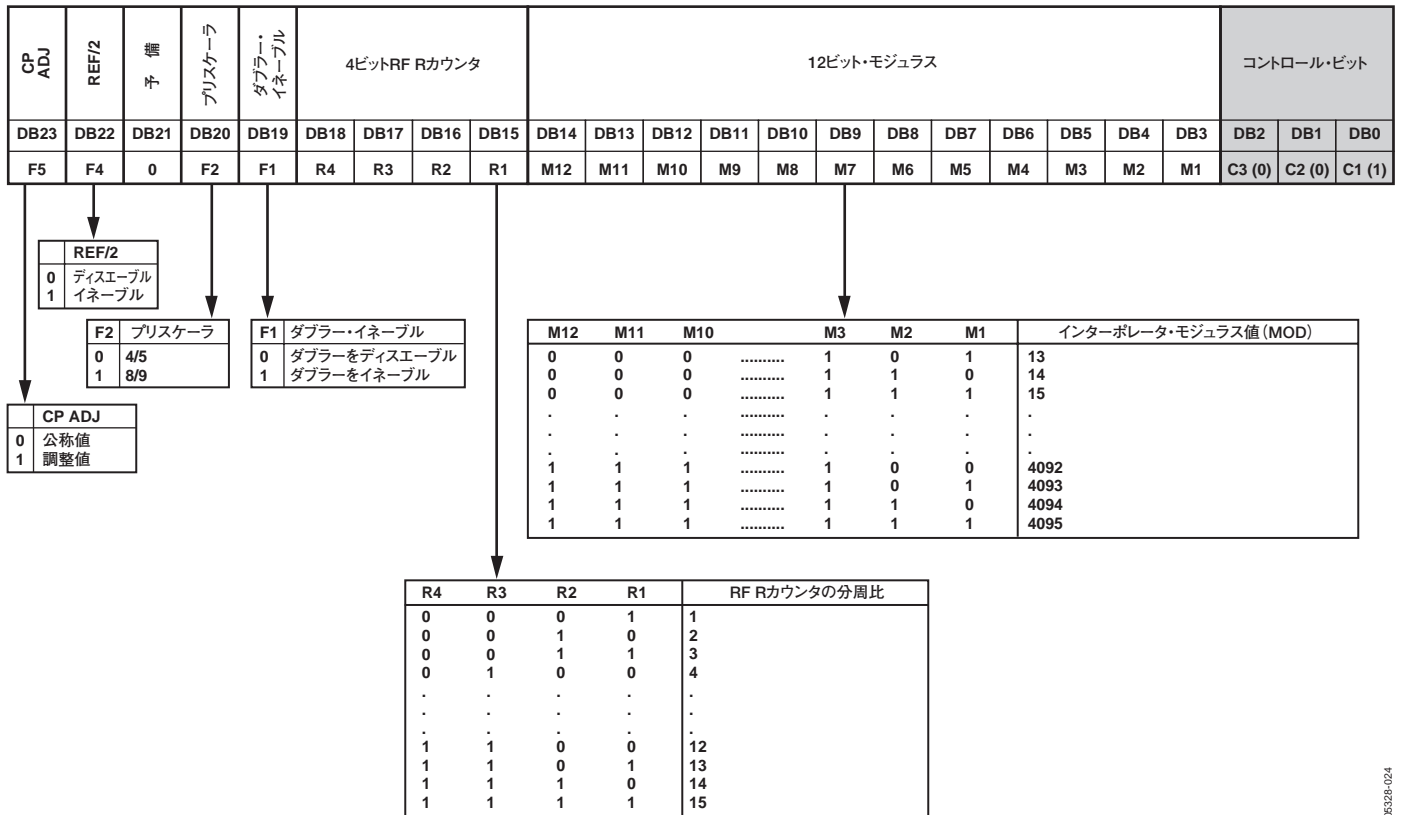 CP ADJ REF/2 予 備 プリスケーラ ダブラー・イネーブル 4ビットRF Rカウンタ 12ビット・モジュラス コントロール・ビット
DB23 DB22 DB21 DB20 DB19 DB18 DB17 DB16 DB15 DB14 DB13 DB12 DB11 DB10 DB9 DB8 DB7 DB6 DB5 DB4 DB3 DB2 DB1 DB0
F5 F4 0 F2 F1 R4 R3 R2 R1 M12 M11 M10 M9 M8 M7 M6 M5 M4 M3 M2 M1 C3 (0) C2 (0) C1 (1)
REF/2
0 ディスエーブル
1 イネーブル
F2 プリスケーラ
0 4/5
1 8/9
F1 ダブラー・イネーブル
0 ダブラーをディスエーブル
1 ダブラーをイネーブル
CP ADJ
0 公称値
1 調整値
M12 M11 M10 M3 M2 M1 インターポレータ・モジュラス値(MOD)
0 0 0 .......... 1 0 1 13
0 0 0 .......... 1 1 0 14
0 0 0 .......... 1 1 1 15
. . . .......... . . . .
. . . .......... . . . .
. . . .......... . . . .
1 1 1 .......... 1 0 0 4092
1 1 1 .......... 1 0 1 4093
1 1 1 .......... 1 1 0 4094
1 1 1 .......... 1 1 1 4095
R4 R3 R2 R1 RF Rカウンタの分周比
0 0 0 1 1
0 0 1 0 2
0 0 1 1 3
0 1 0 0 4
. . . . .
. . . . .
. . . . .
1 1 0 0 12
1 1 0 1 13
1 1 1 0 14
1 1 1 1 15
05328-024